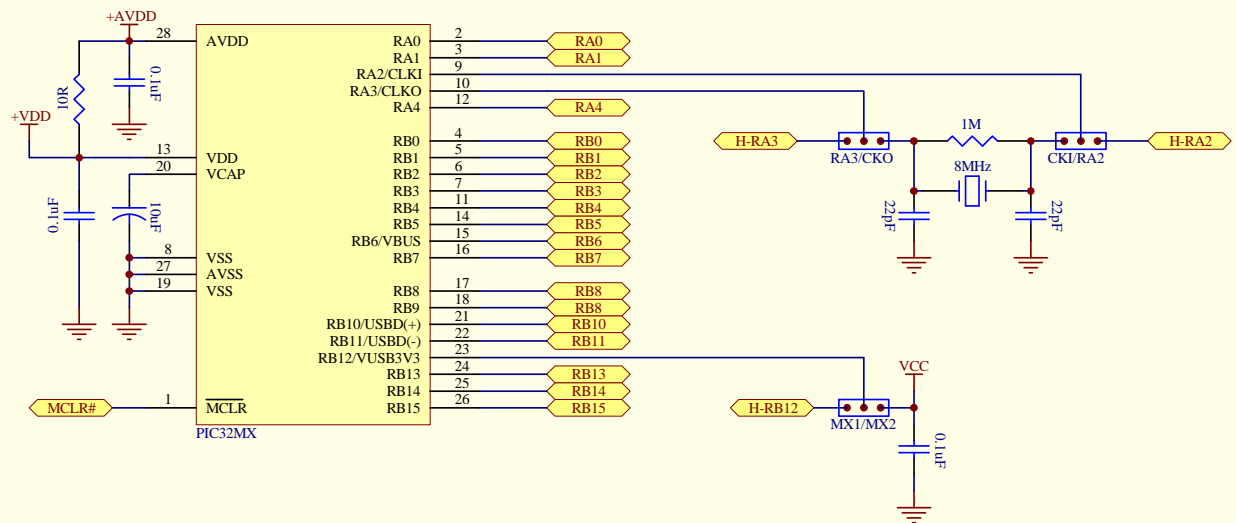 +AVDD
28
AVDD
10R
0.1uF
+VDD
13
VDD
20
VCAP
0.1uF
10uF
8
VSS
27
AVSS
19
VSS
MCLR#
1
MCLR
PIC32MX
RA0
2
RA0
RA1
3
RA1
RA2/CLKI
9
RA3/CLKO
10
RA4
12
RA4
RB0
4
RB0
RB1
5
RB1
RB2
6
RB2
RB3
7
RB3
RB4
11
RB4
RB5
14
RB5
RB6/VBUS
15
RB6
RB7
16
RB7
RB8
17
RB8
RB9
18
RB8
RB10/USBD(+)
21
RB10
RB11/USBD(-)
22
RB11
RB12/VUSB3V3
23
RB13
24
RB13
RB14
25
RB14
RB15
26
RB15
H-RA3
RA3/CKO
1M
8MHz
22pF
22pF
CKI/RA2
H-RA2
VCC
H-RB12
MX1/MX2
0.1uF